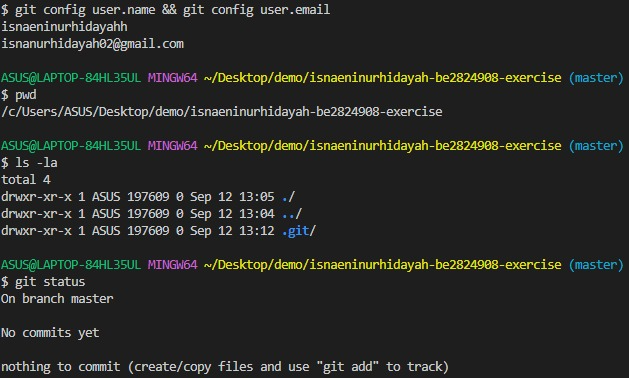 $ git config user.name && git config user.email
isnaeninurhidayahh
isnanurhidayah02@gmail.com
ASUS@LAPTOP-84HL35UL MINGW64 ~/Desktop/demo/isnaeninurhidayah-be2824908-exercise (master)
$ pwd
/c/Users/ASUS/Desktop/demo/isnaeninurhidayah-be2824908-exercise
ASUS@LAPTOP-84HL35UL MINGW64 ~/Desktop/demo/isnaeninurhidayah-be2824908-exercise (master)
$ ls -la
total 4
drwxr-xr-x 1 ASUS 197609 0 Sep 12 13:05 ./
drwxr-xr-x 1 ASUS 197609 0 Sep 12 13:04 ../
drwxr-xr-x 1 ASUS 197609 0 Sep 12 13:12 .git/
ASUS@LAPTOP-84HL35UL MINGW64 ~/Desktop/demo/isnaeninurhidayah-be2824908-exercise (master)
$ git status
On branch master
No commits yet
nothing to commit (create/copy files and use "git add" to track)